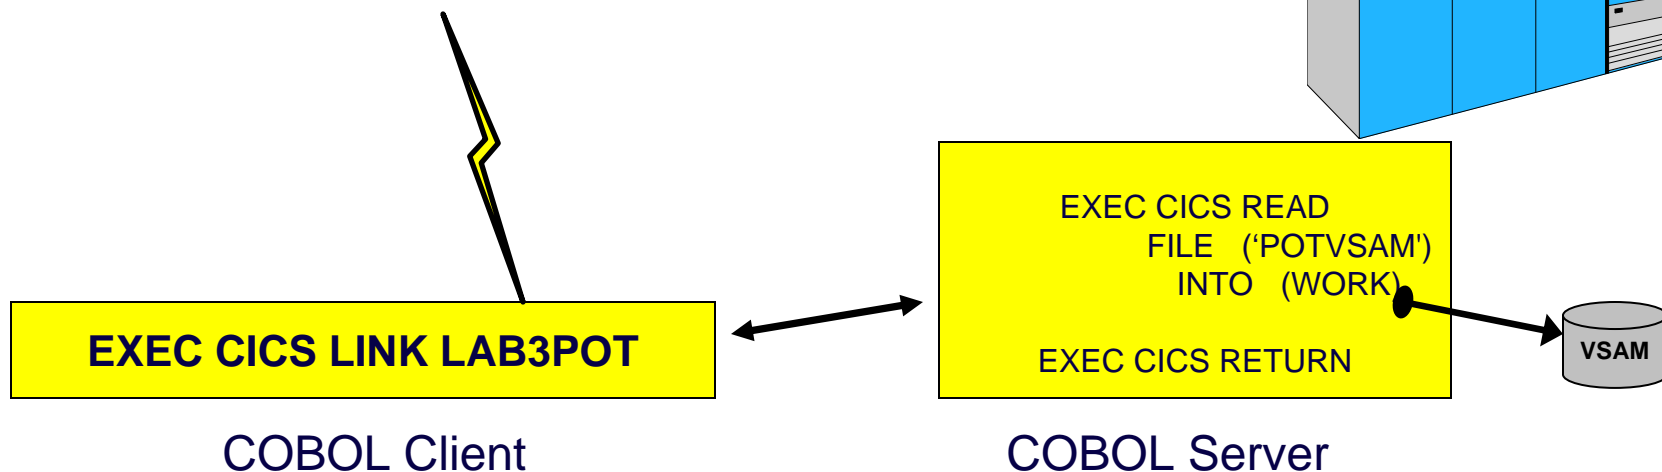 EXEC CICS READ
FILE (‘POTVSAM')
INTO (WORK)
EXEC CICS LINK LAB3POT
EXEC CICS RETURN
VSAM
COBOL Client
COBOL Server